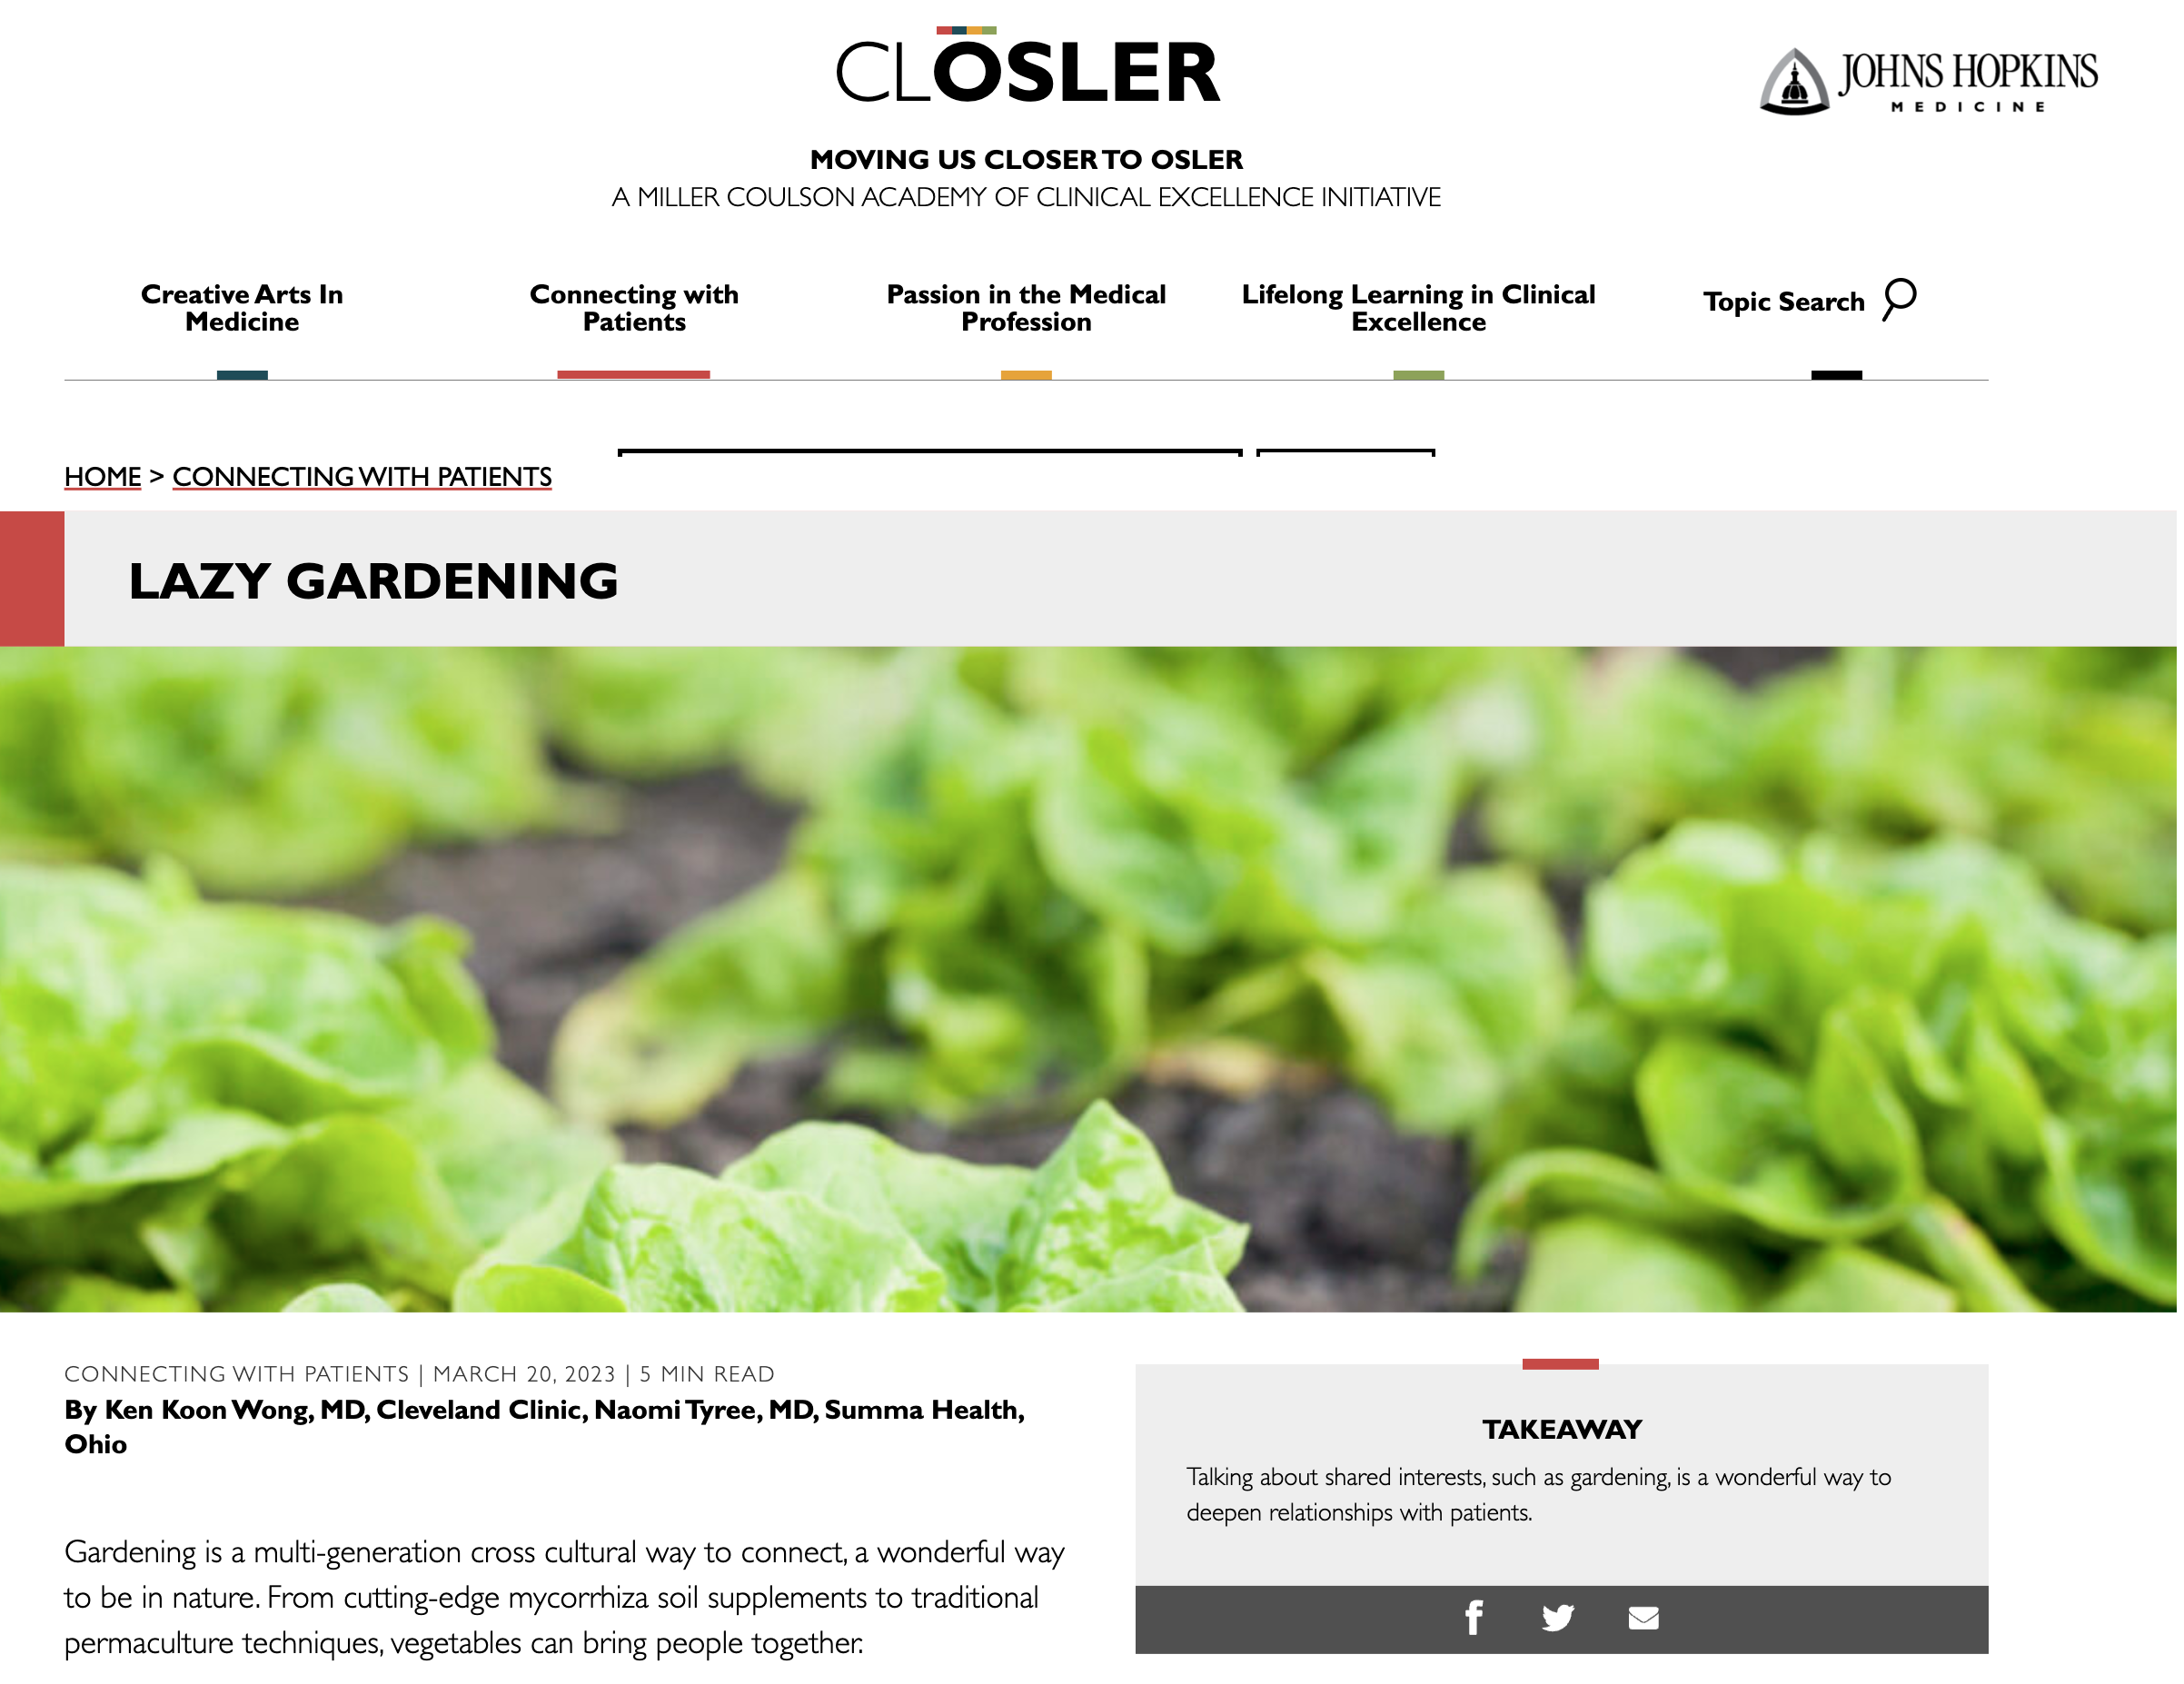 CLOSLER
JOHNS HOPKINS
MEDICINE
MOVING US CLOSER TO OSLER
A MILLER COULSON ACADEMY OF CLINICAL EXCELLENCE INITIATIVE
Creative Arts In
Medicine
Connecting with
Patients
Passion in the Medical
Profession
Lifelong Learning in Clinical
Excellence
Topic Search
HOME > CONNECTING WITH PATIENTS
LAZY GARDENING
CONNECTING WITH PATIENTS | MARCH 20, 2023 | 5 MIN READ
By Ken Koon Wong, MD, Cleveland Clinic, Naomi Tyree, MD, Summa Health,
Ohio
Gardening is a multi-generation cross cultural way to connect, a wonderful way
to be in nature. From cutting-edge mycorrhiza soil supplements to traditional
permaculture techniques, vegetables can bring people together.
TAKEAWAY
Talking about shared interests, such as gardening, is a wonderful way to
deepen relationships with patients.